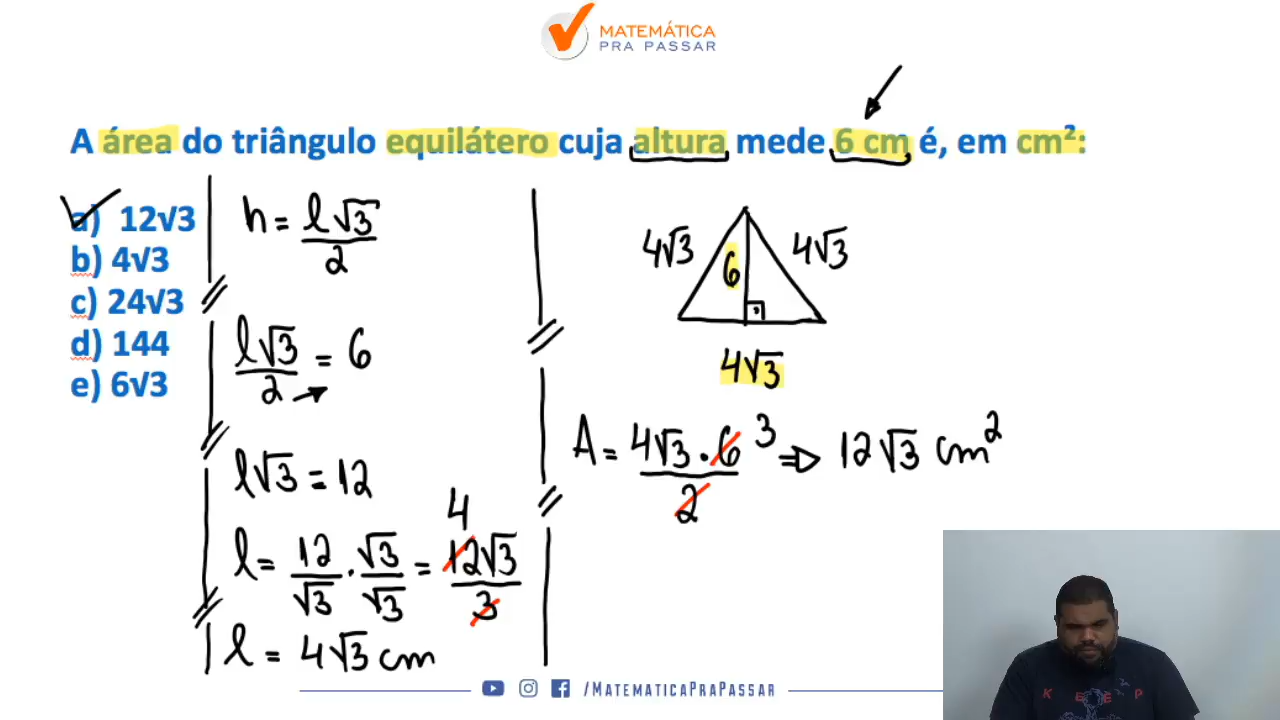 MATEMÁTICA
PRA PASSAR
A área do triângulo equilátero cuja altura mede 6 cm é, em cm²:
a) 12√3
b) 4√3
c) 24√3
d) 144
e) 6√3
h = l√3/2
l√3/2 = 6
l√3 = 12
l = 12/√3 · √3/√3 = 12√3/3 4
l = 4√3 cm
4√3 6 4√3
4√3
A = 4√3 · 6/2 3 ⇒ 12√3 cm²
/MATEMATICAPRAPASSAR
K E E P